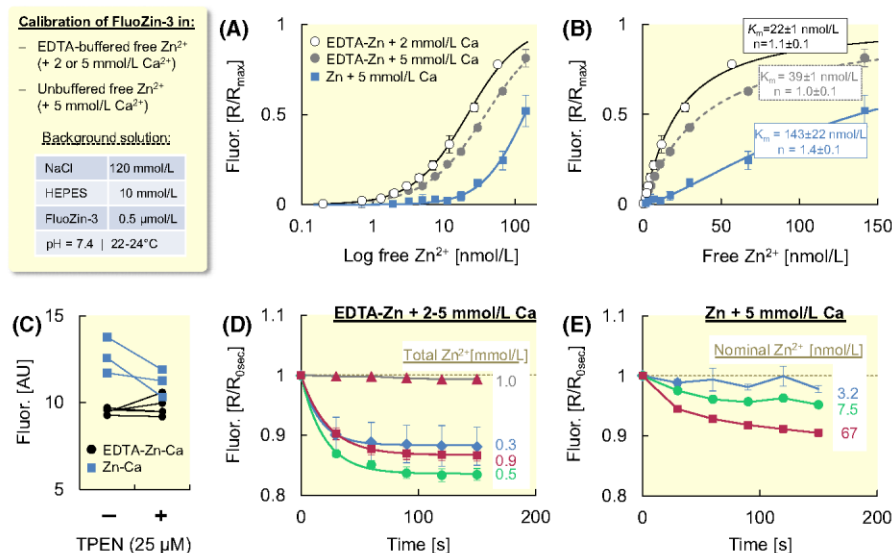 Calibration of FluoZin-3 in:
– EDTA-buffered free Zn²⁺
(+ 2 or 5 mmol/L Ca²⁺)
– Unbuffered free Zn²⁺
(+ 5 mmol/L Ca²⁺)
Background solution:
NaCl 120 mmol/L
HEPES 10 mmol/L
FluoZin-3 0.5 µmol/L
pH = 7.4 | 22-24°C
(A)
Fluor. [R/Rmax]
1
0.5
0
EDTA-Zn + 2 mmol/L Ca
EDTA-Zn + 5 mmol/L Ca
Zn + 5 mmol/L Ca
0.1 1 10 100
Log free Zn²⁺ [nmol/L]
(B)
Fluor. [R/Rmax]
1
0.5
0
Km=22±1 nmol/L
n=1.1±0.1
Km = 39±1 nmol/L
n = 1.0±0.1
Km = 143±22 nmol/L
n = 1.4±0.1
0 50 100 150
Free Zn²⁺ [nmol/L]
(C)
Fluor. [AU]
15
10
5
EDTA-Zn-Ca
Zn-Ca
– +
TPEN (25 µM)
(D)
EDTA-Zn + 2-5 mmol/L Ca
Fluor. [R/R0sec.]
1.1
1
0.9
0.8
Total Zn²⁺[mmol/L]
1.0
0.3
0.9
0.5
0 100 200
Time [s]
(E)
Zn + 5 mmol/L Ca
Fluor. [R/R0sec.]
1.1
1
0.9
0.8
Nominal Zn²⁺ [nmol/L]
3.2
7.5
67
0 100 200
Time [s]